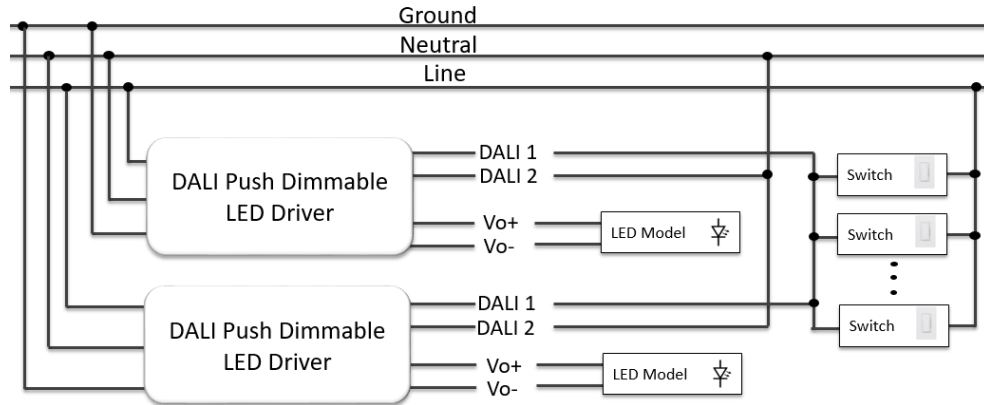 Ground
Neutral
Line
DALI Push Dimmable
LED Driver
DALI 1
DALI 2
Vo+
Vo-
LED Model
Switch
Switch
Switch
DALI Push Dimmable
LED Driver
DALI 1
DALI 2
Vo+
Vo-
LED Model